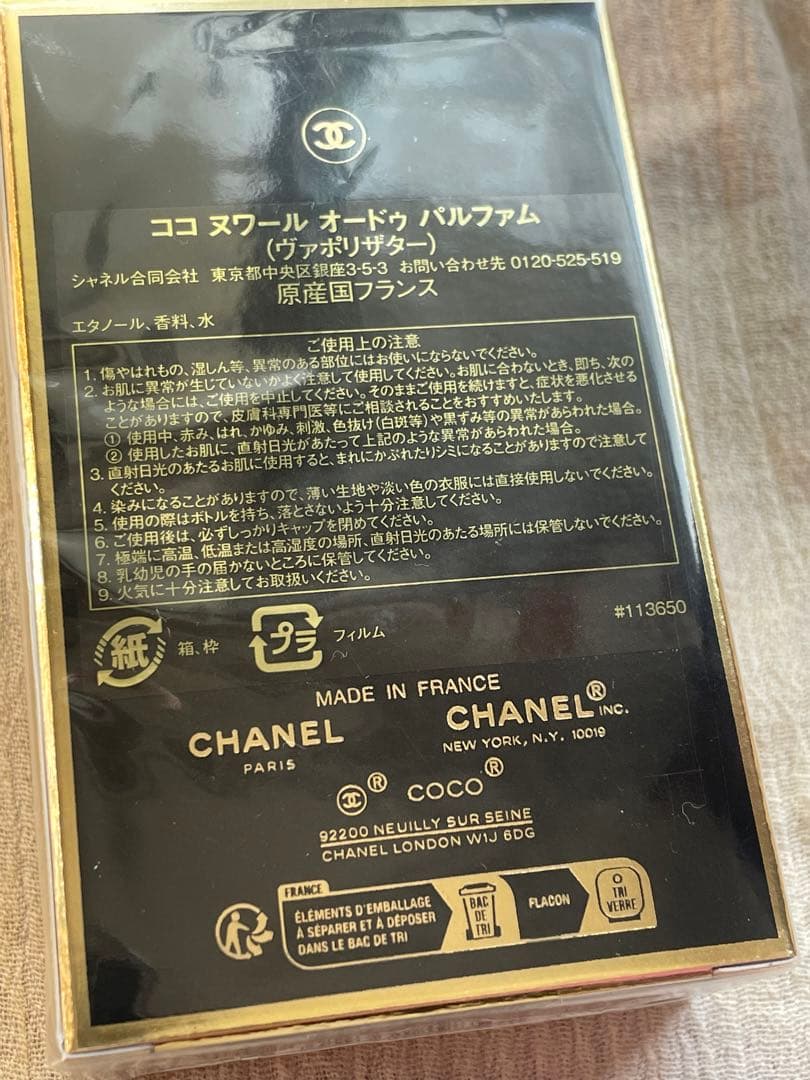 ココ ヌワール オードゥ パルファム
(ヴァポリザター)
シャネル合同会社 東京都中央区銀座3-5-3 お問い合わせ先 0120-525-519
原産国フランス
エタノール、香料、水
ご使用上の注意
1. 傷やはれもの、湿しん等、異常のある部位にはお使いにならないでください。
2. お肌に異常が生じていないかよく注意して使用してください。お肌に合わないとき、即ち、次の
ような場合には、ご使用を中止してください。そのままご使用を続けますと、症状を悪化させる
ことがありますので、皮膚科専門医等にご相談されることをおすすめいたします。
① 使用中、赤み、はれ、かゆみ、刺激、色抜け(白斑等)や黒ずみ等の異常があらわれた場合。
② 使用したお肌に、直射日光があたって上記のような異常があらわれた場合。
3. 直射日光のあたるお肌に使用すると、まれにかぶれたりシミになることがありますので注意して
ください。
4. 染みになることがありますので、薄い生地や淡い色の衣服には直接使用しないでください。
5. 使用の際はボトルを持ち、落とさないよう十分注意してください。
6. ご使用後は、必ずしっかりキャップを閉めてください。
7. 極端に高温、低温または高湿度の場所、直射日光のあたる場所には保管しないでください。
8. 乳幼児の手の届かないところに保管してください。
9. 火気に十分注意してお取扱いください。
#113650
紙 箱、枠 プラ フィルム
MADE IN FRANCE
CHANEL CHANEL® INC.
PARIS NEW YORK, N.Y. 10019
® COCO®
92200 NEUILLY SUR SEINE
CHANEL LONDON W1J 6DG
FRANCE
ÉLÉMENTS D'EMBALLAGE
À SÉPARER ET À DÉPOSER
DANS LE BAC DE TRI
BAC
DE
TRI
FLACON
TRI
VERRE